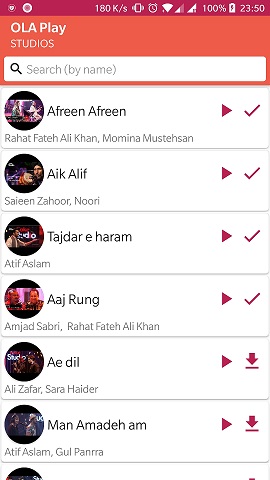 180 K/s 100% 23:50
OLA Play
STUDIOS
Search (by name)
Afreen Afreen
Rahat Fateh Ali Khan, Momina Mustehsan
Aik Alif
Saieen Zahoor, Noori
Tajdar e haram
Atif Aslam
Aaj Rung
Amjad Sabri, Rahat Fateh Ali Khan
Ae dil
Ali Zafar, Sara Haider
Man Amadeh am
Atif Aslam, Gul Panrra